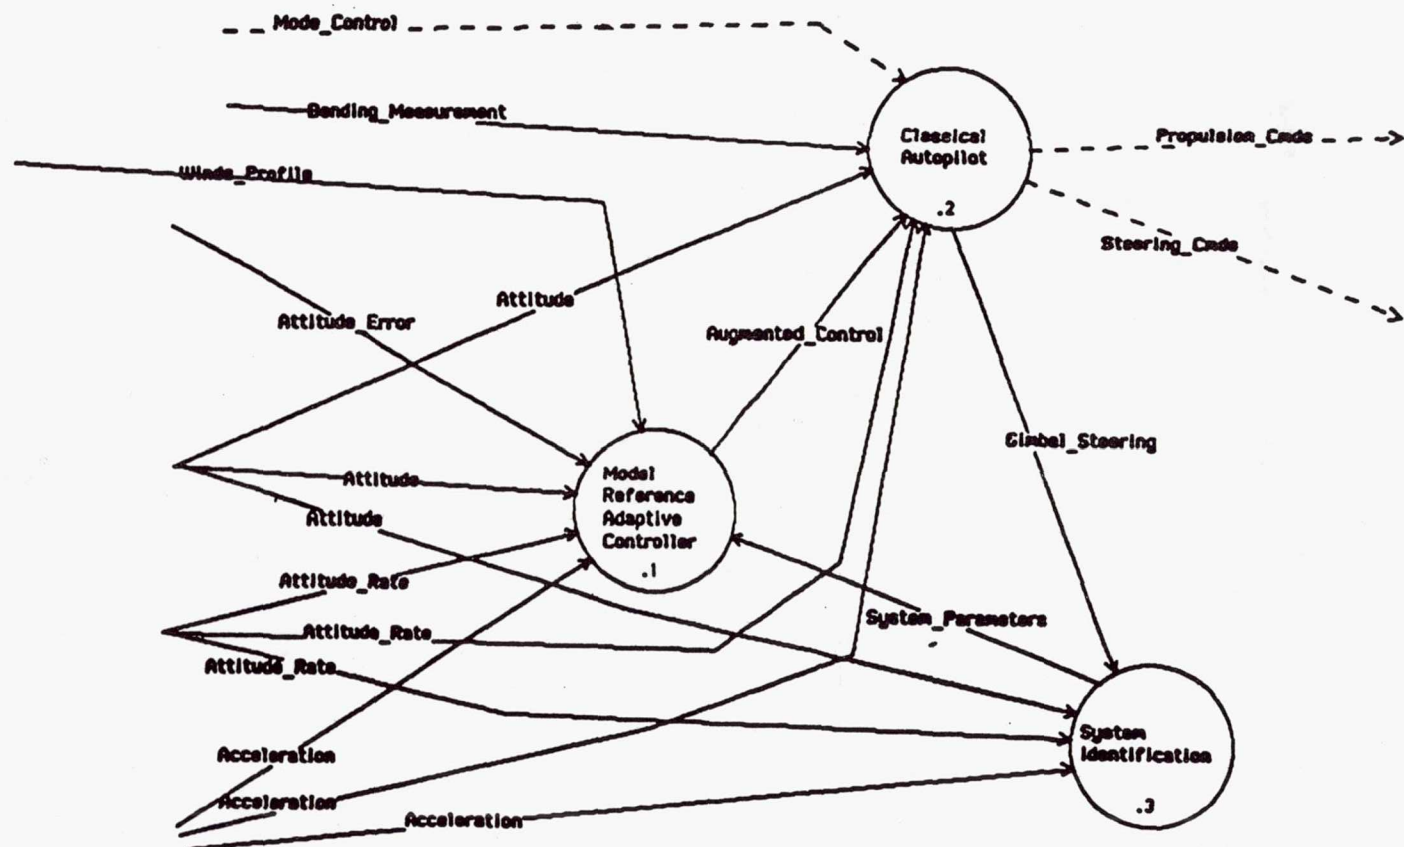 Mode_Control
Bending_Measurement
Classical
Autopilot
.2
Propulsion_Cmds
Winds_Profile
Steering_Cmds
Attitude
Attitude_Error
Augmented_Control
Gimbal_Steering
Model
Reference
Adaptive
Controller
.1
Attitude
Attitude
Attitude_Rate
System_Parameters
Attitude_Rate
Attitude_Rate
System
Identification
.3
Acceleration
Acceleration
Acceleration